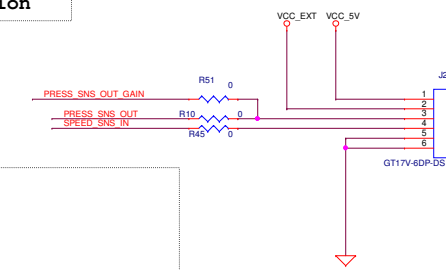 VCC_EXT VCC_5V
R51 0
PRESS_SNS_OUT_GAIN
PRESS_SNS_OUT R10 0
SPEED_SNS_IN
R45 0
1
2
3
4
5
6
GT17V-6DP-DS